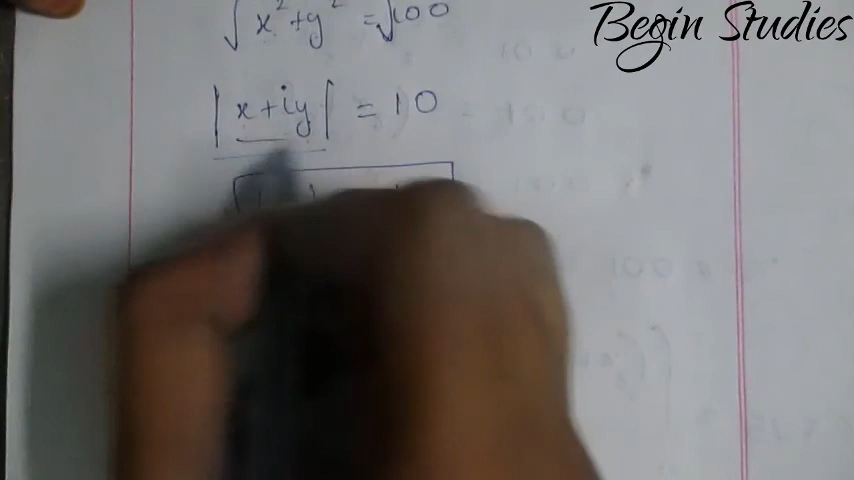 Begin Studies
√x²+y² = √100
|x+iy| = 10